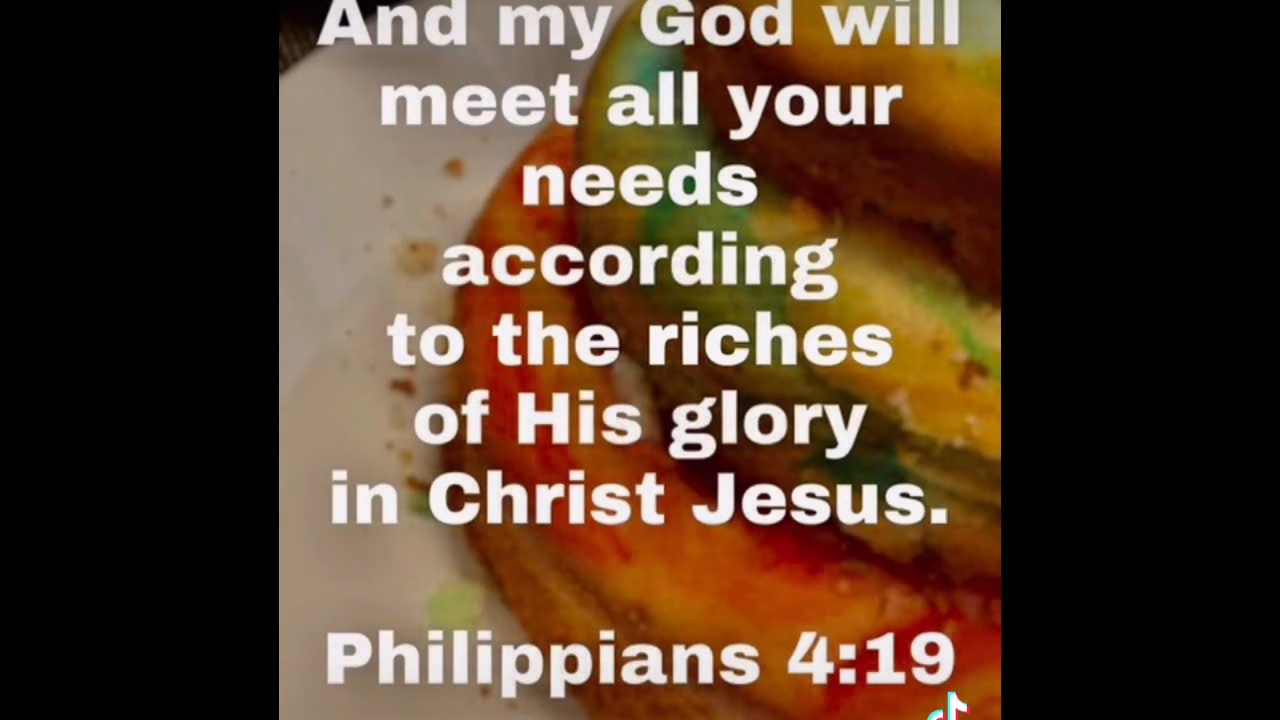 And my God will
meet all your
needs
according
to the riches
of His glory
in Christ Jesus.
Philippians 4:19